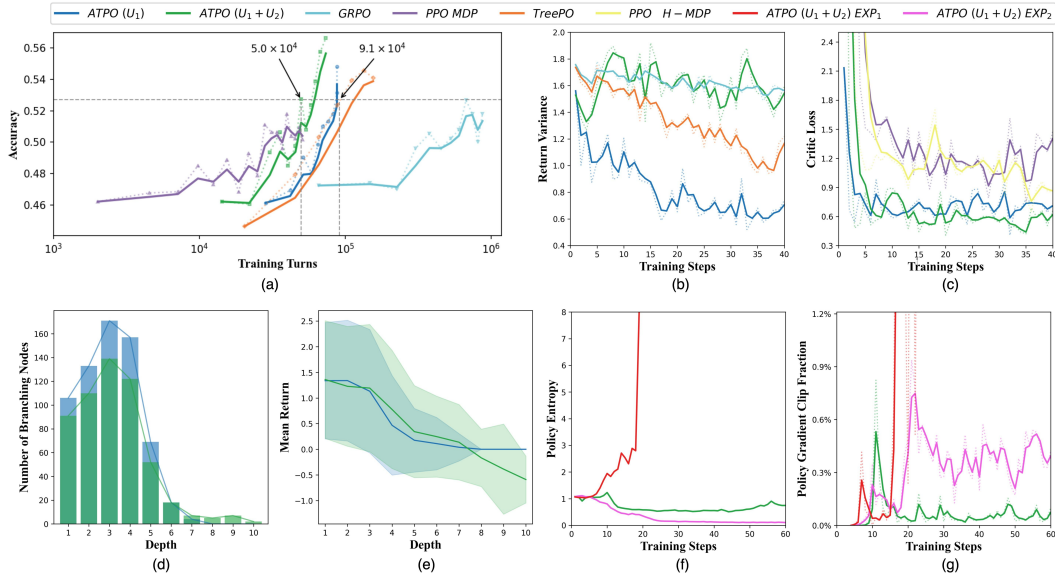 ATPO (U₁) ATPO (U₁ + U₂) GRPO PPO MDP TreePO PPO H − MDP ATPO (U₁ + U₂) EXP₁ ATPO (U₁ + U₂) EXP₂
0.56
0.54
0.52
0.50
0.48
0.46
Accuracy
5.0 × 10⁴
9.1 × 10⁴
10³ 10⁴ 10⁵ 10⁶
Training Turns
(a)
2.0
1.8
1.6
1.4
1.2
1.0
0.8
0.6
0.4
Return Variance
0 5 10 15 20 25 30 35 40
Training Steps
(b)
2.4
2.1
1.8
1.5
1.2
0.9
0.6
0.3
Critic Loss
0 5 10 15 20 25 30 35 40
Training Steps
(c)
160
140
120
100
80
60
40
20
0
Number of Branching Nodes
1 2 3 4 5 6 7 8 9 10
Depth
(d)
2.5
2.0
1.5
1.0
0.5
0.0
−0.5
−1.0
Mean Return
1 2 3 4 5 6 7 8 9 10
Depth
(e)
8
7
6
5
4
3
2
1
0
Policy Entropy
0 10 20 30 40 50 60
Training Steps
(f)
1.2%
0.9%
0.6%
0.3%
0.0%
Policy Gradient Clip Fraction
0 10 20 30 40 50 60
Training Steps
(g)